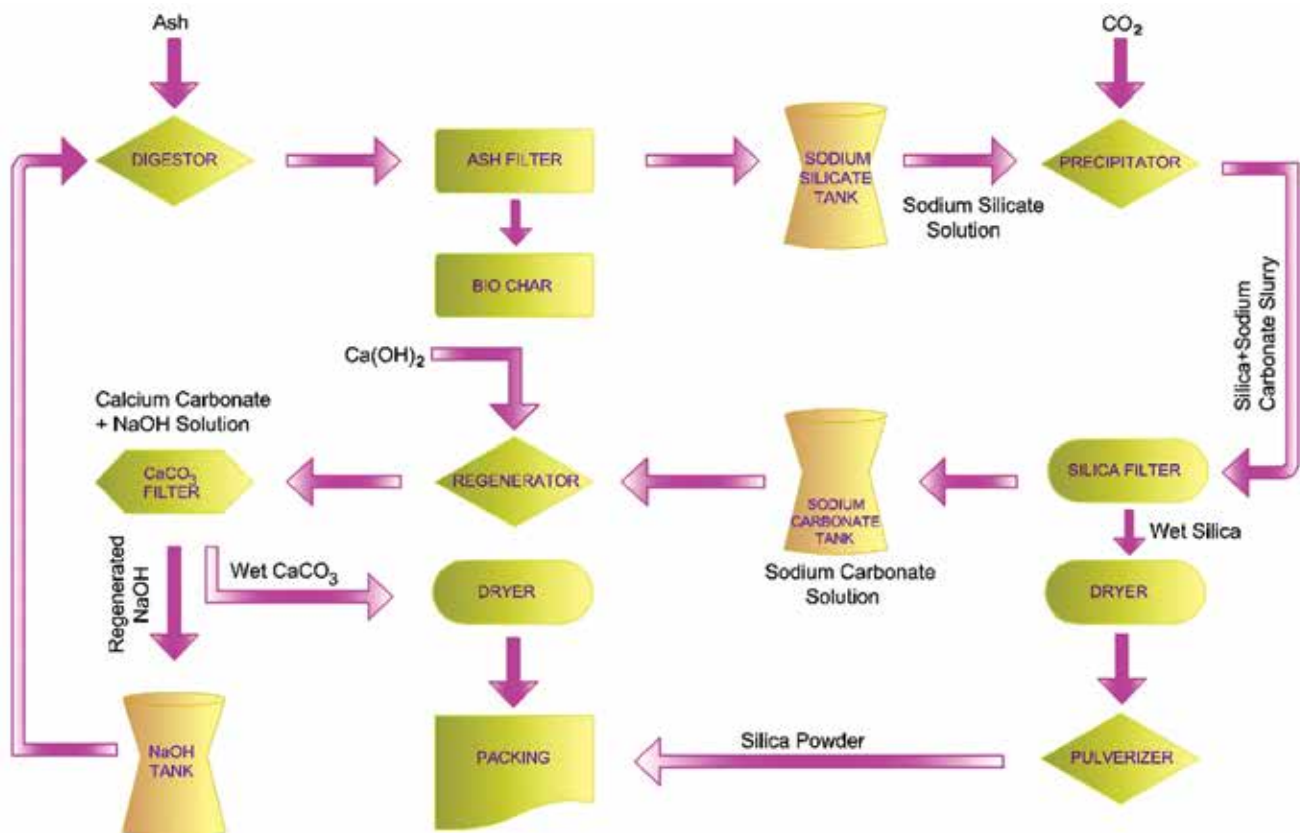 Ash
CO₂
DIGESTOR
ASH FILTER
SODIUM
SILICATE
TANK
PRECIPITATOR
Sodium Silicate
Solution
BIO CHAR
Silica+Sodium
Carbonate Slurry
Ca(OH)₂
Calcium Carbonate
+ NaOH Solution
CaCO₃
FILTER
REGENERATOR
SODIUM
CARBONATE
TANK
SILICA FILTER
Wet Silica
Regenerated
NaOH
Wet CaCO₃
DRYER
Sodium Carbonate
Solution
DRYER
NaOH
TANK
PACKING
Silica Powder
PULVERIZER